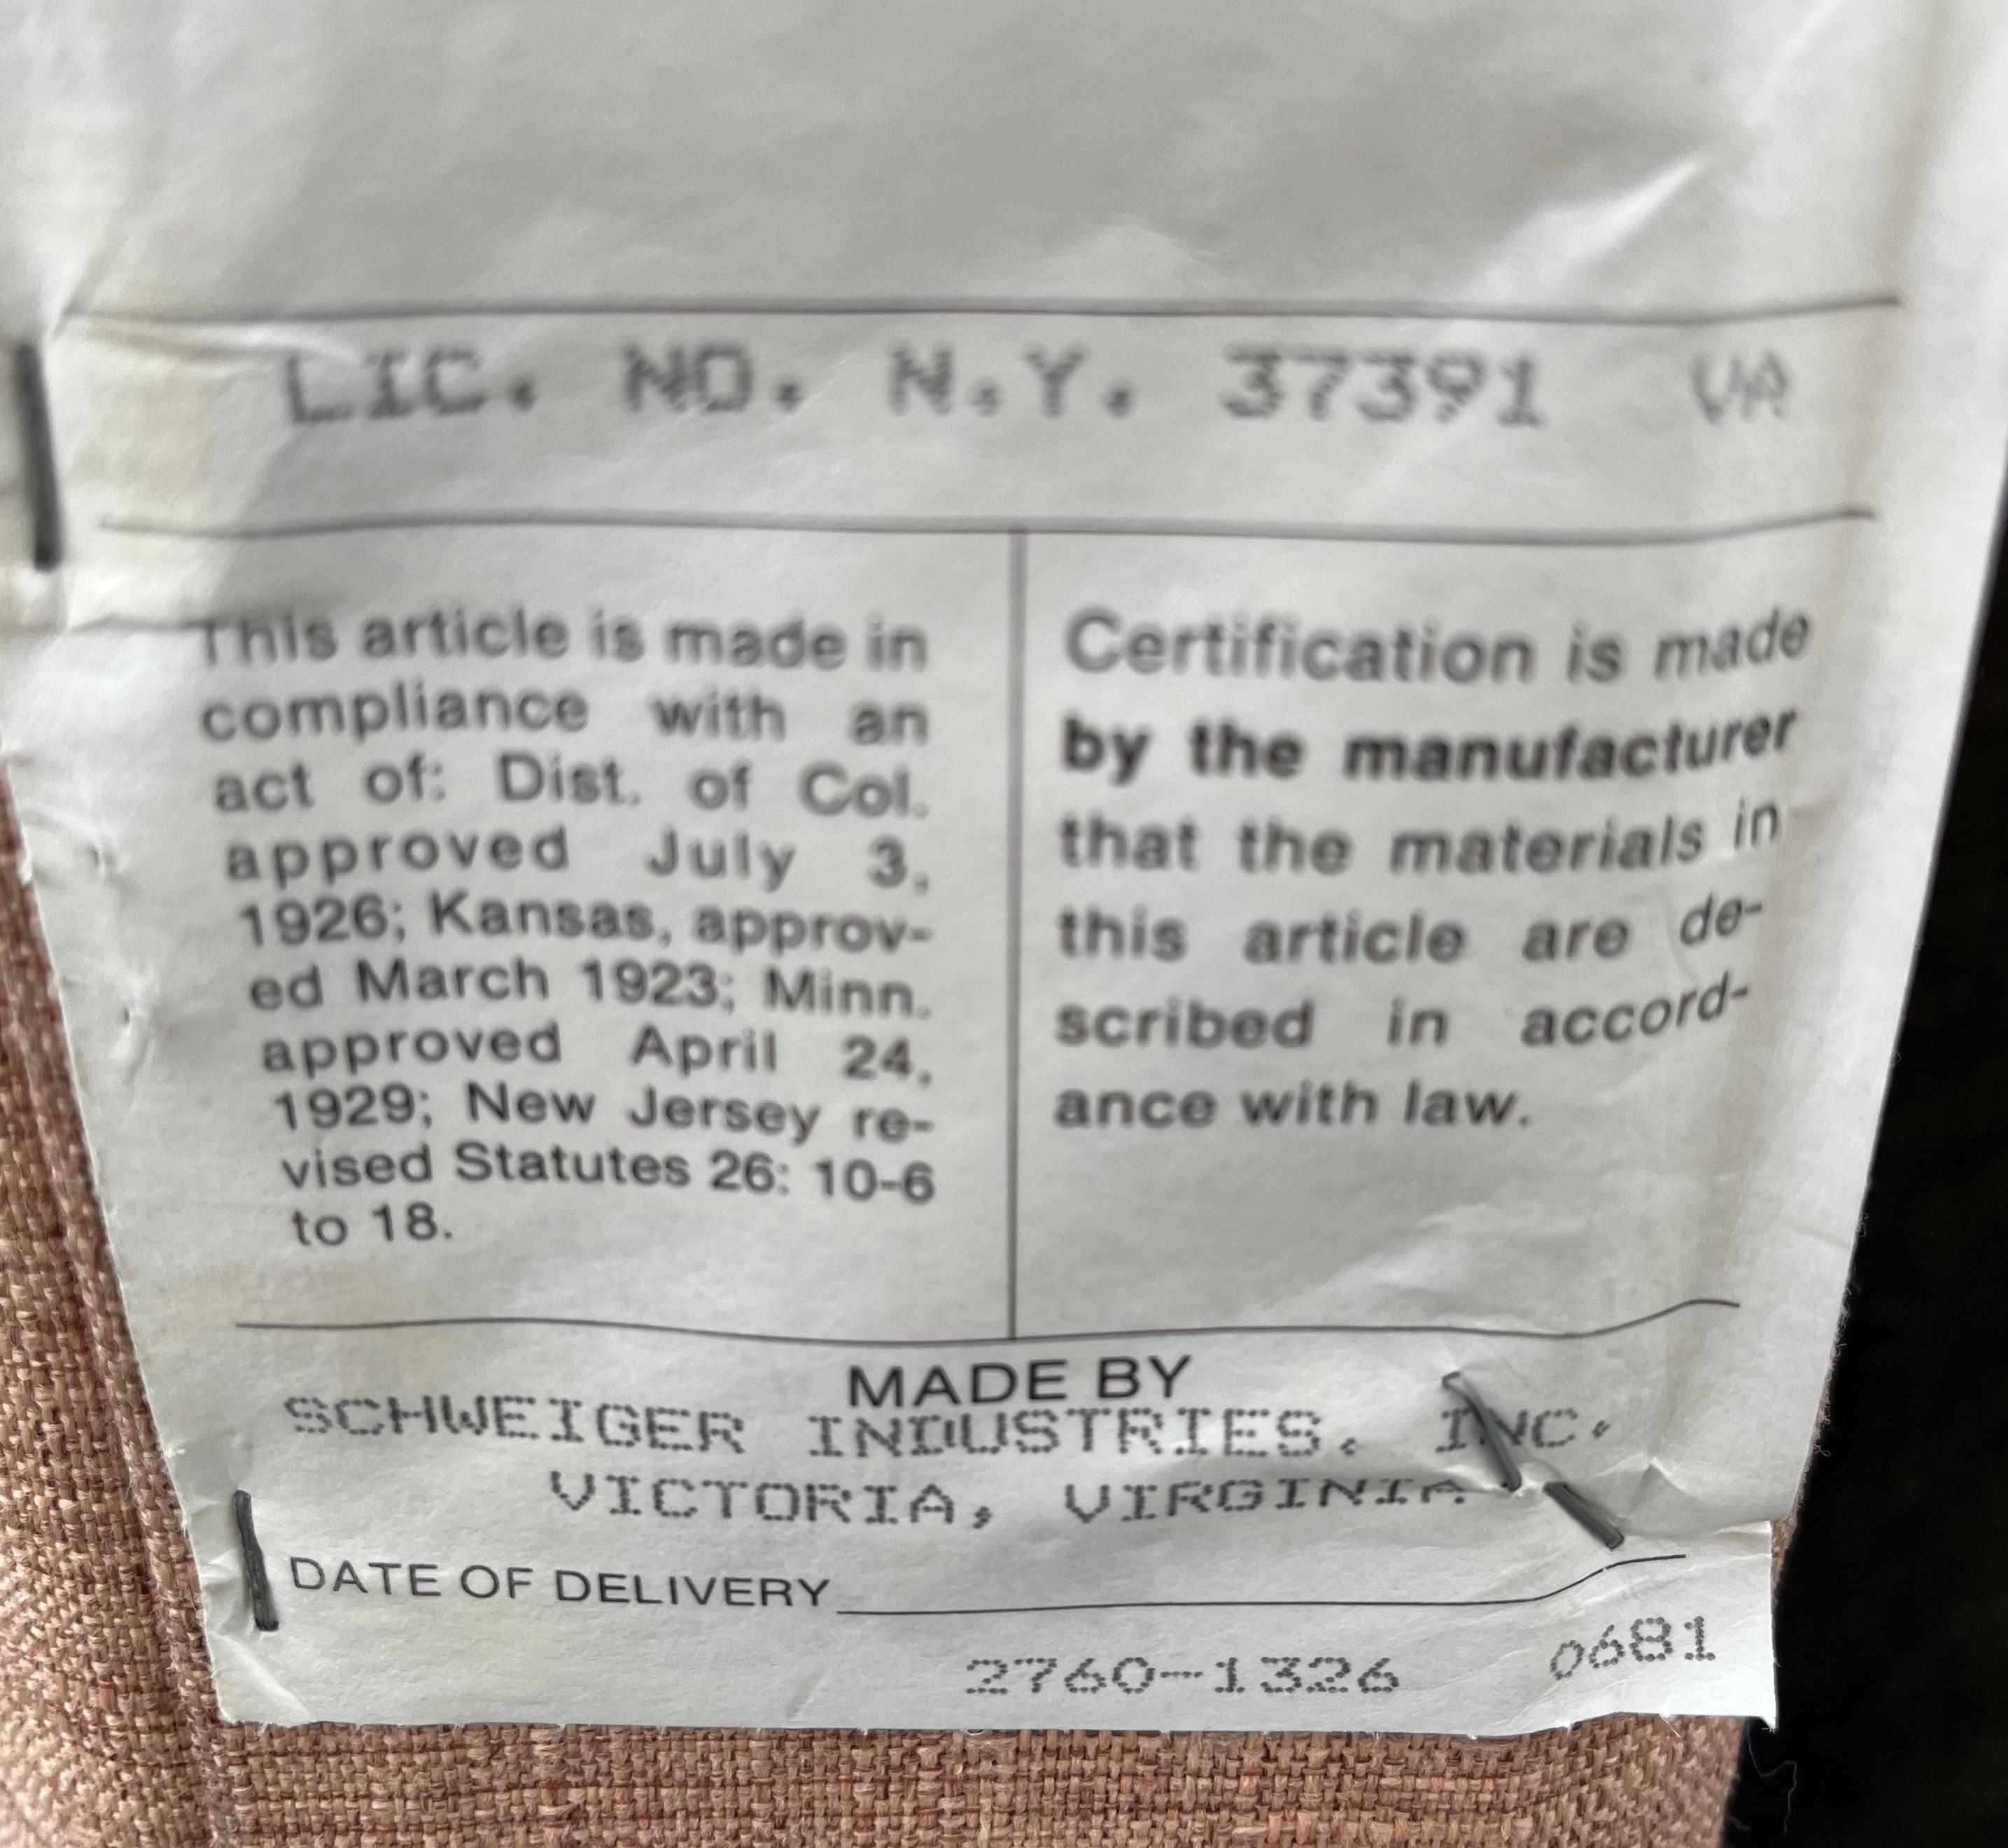 LIC. NO. N.Y. 37391 VA
This article is made in
compliance with an
act of: Dist. of Col.
approved July 3,
1926; Kansas, approv-
ed March 1923; Minn.
approved April 24,
1929; New Jersey re-
vised Statutes 26: 10-6
to 18.
Certification is made
by the manufacturer
that the materials in
this article are de-
scribed in accord-
ance with law.
MADE BY
SCHWEIGER INDUSTRIES, INC.
VICTORIA, VIRGINIA
DATE OF DELIVERY
2760-1326 0681